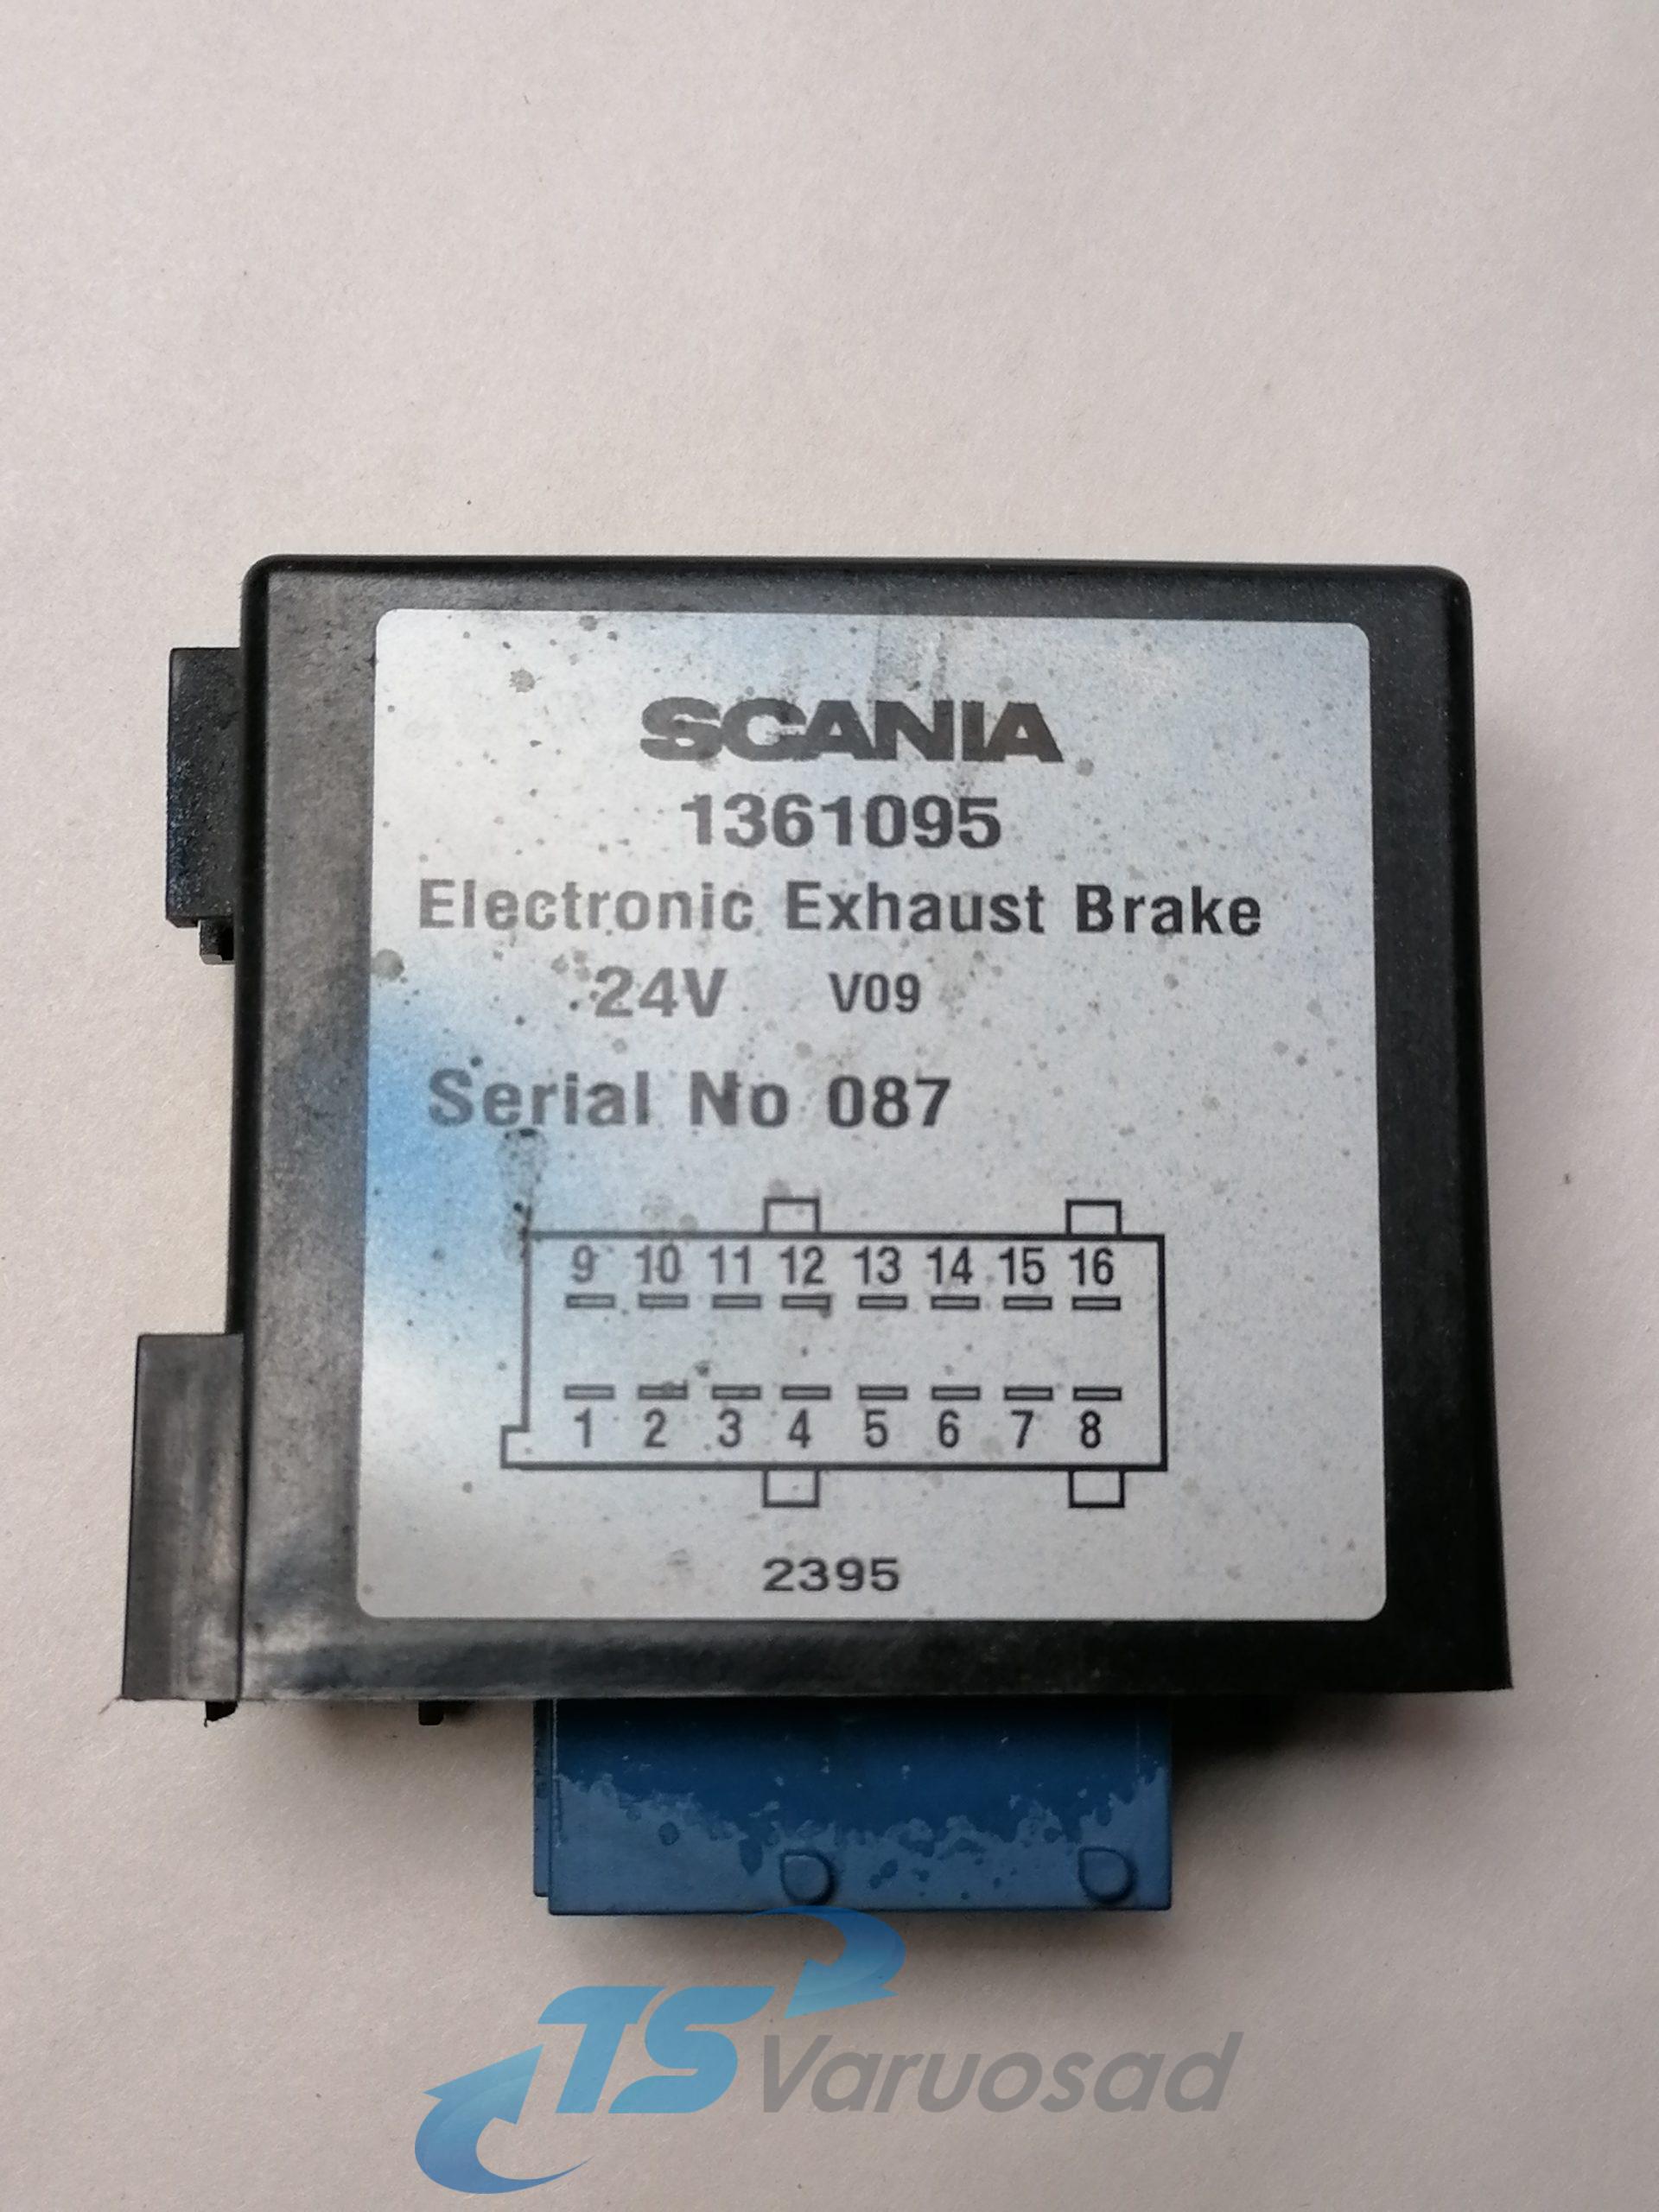 SCANIA
1361095
Electronic Exhaust Brake
24V V09
Serial No 087
9 10 11 12 13 14 15 16
1 2 3 4 5 6 7 8
2395
TS Varuosad